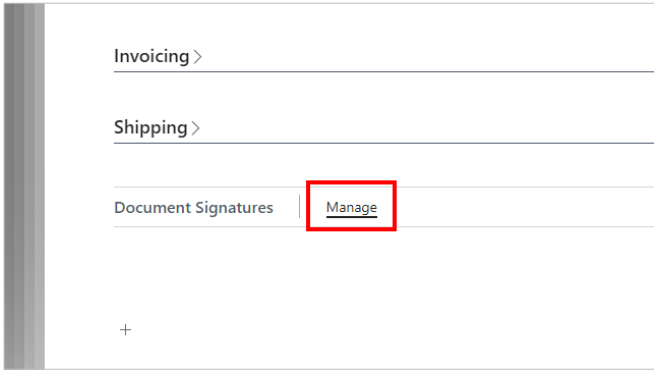 Invoicing >
Shipping >
Document Signatures | Manage
+